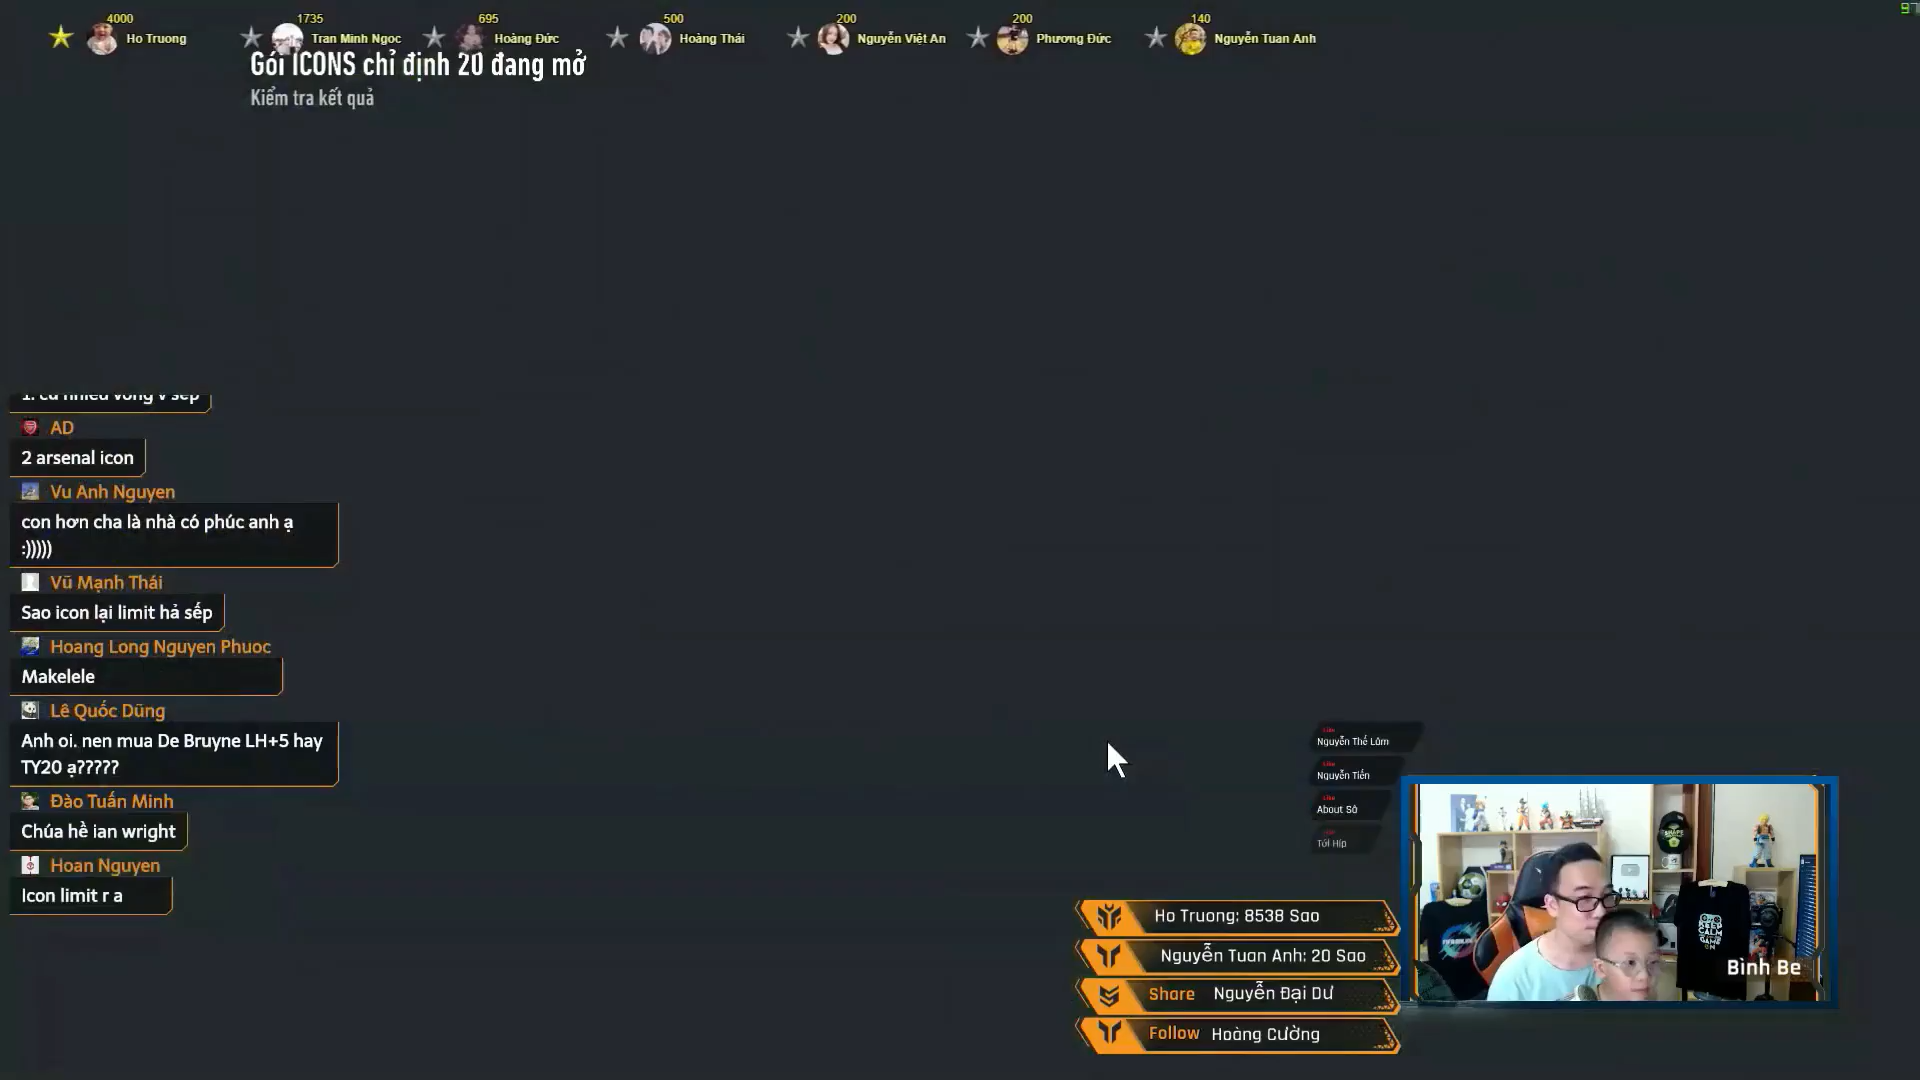 4000
Ho Truong
1735
Tran Minh Ngoc
695
Hoàng Đức
500
Hoàng Thái
200
Nguyễn Việt An
200
Phương Đức
140
Nguyễn Tuan Anh
Gói ICONS chỉ định 20 đang mở
Kiểm tra kết quả
AD
2 arsenal icon
Vu Anh Nguyen
con hơn cha là nhà có phúc anh ạ
:)))))
Vũ Mạnh Thái
Sao icon lại limit hả sếp
Hoang Long Nguyen Phuoc
Makelele
Lê Quốc Dũng
Anh oi. nen mua De Bruyne LH+5 hay
TY20 ạ?????
Đào Tuấn Minh
Chúa hề ian wright
Hoan Nguyen
Icon limit r a
Like
Nguyễn Thế Lâm
Like
Nguyễn Tiến
Like
About Sô
Tới Híp
Ho Truong: 8538 Sao
Nguyễn Tuan Anh: 20 Sao
Share Nguyễn Đại Dư
Follow Hoàng Cường
Bình Be